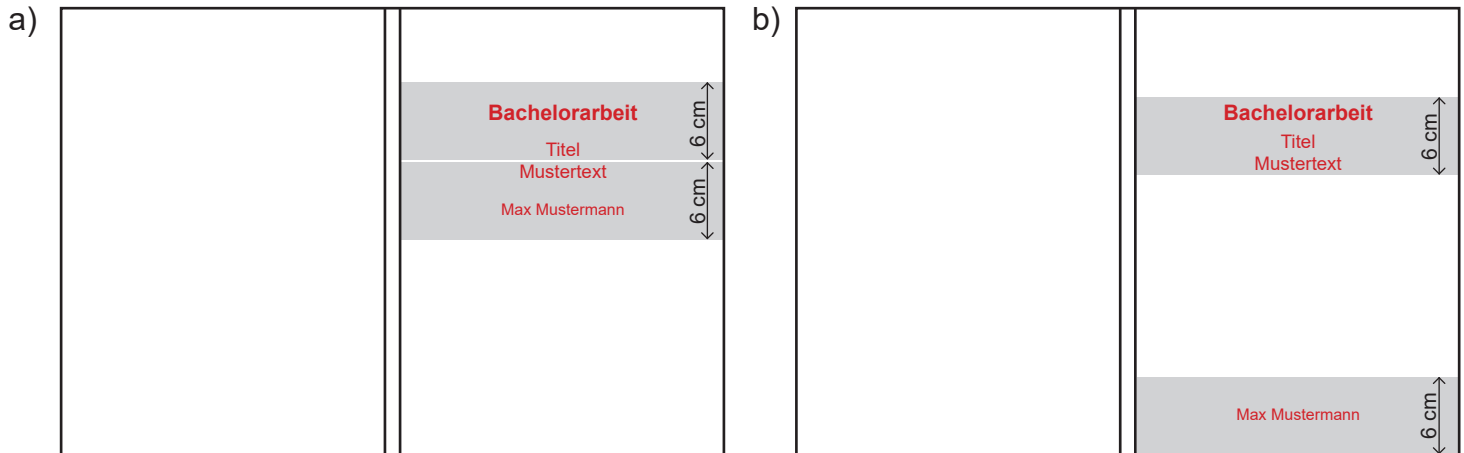 a)
Bachelorarbeit
Titel
Mustertext
Max Mustermann
6 cm
6 cm
b)
Bachelorarbeit
Titel
Mustertext
6 cm
Max Mustermann
6 cm